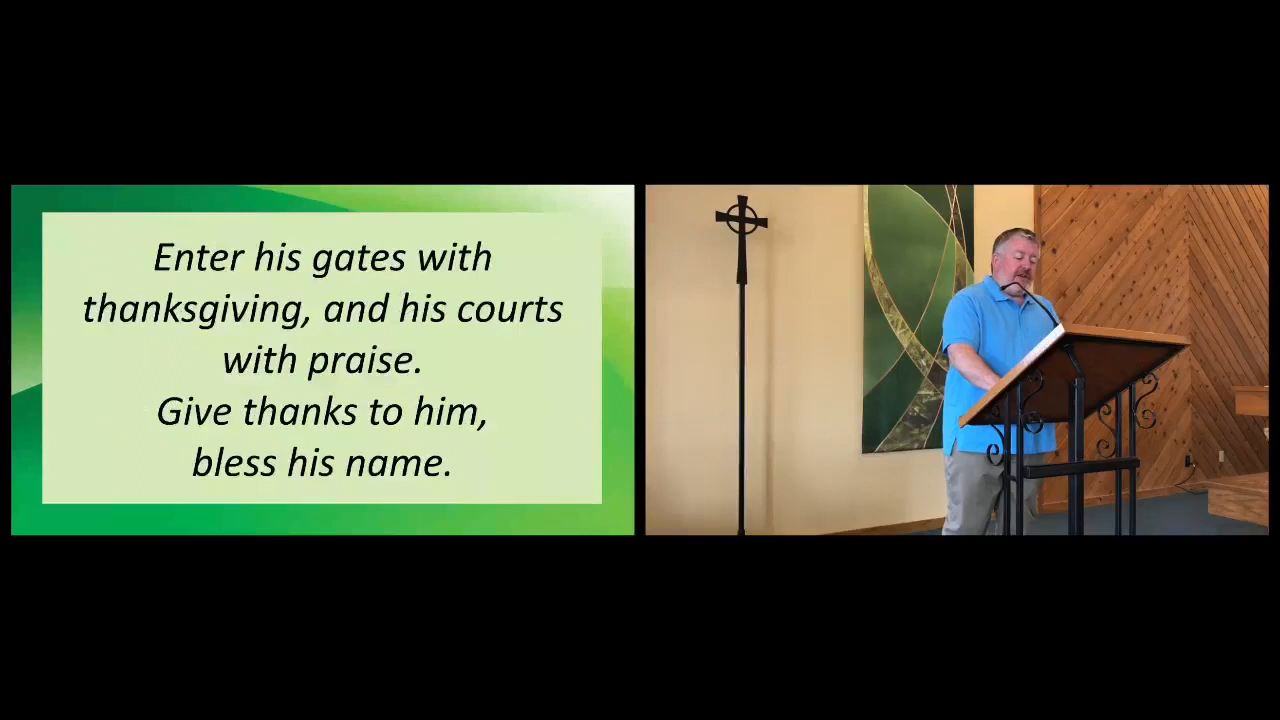 Enter his gates with
thanksgiving, and his courts
with praise.
Give thanks to him,
bless his name.